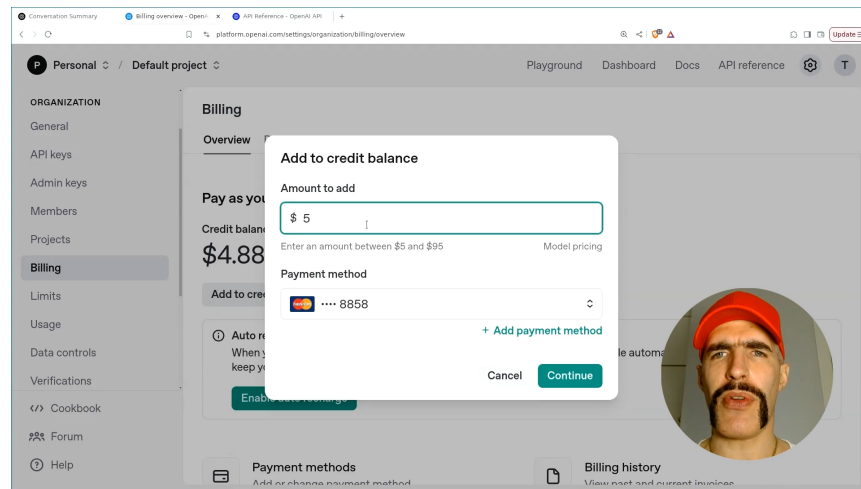 Conversation Summary
Billing overview - OpenA
API Reference - OpenAI API
platform.openai.com/settings/organization/billing/overview
Update
P Personal / Default project
Playground Dashboard Docs API reference
T
ORGANIZATION
General
API keys
Admin keys
Members
Projects
Billing
Limits
Usage
Data controls
Verifications
Cookbook
Forum
Help
Billing
Overview
Pay as you
Credit balan
$4.88
Add to cre
Auto re
When y
keep yo
le automa
Enable auto recharge
Add to credit balance
Amount to add
$ 5
Enter an amount between $5 and $95 Model pricing
Payment method
•••• 8858
+ Add payment method
Cancel Continue
Payment methods
Add or change payment method
Billing history
View past and current invoices